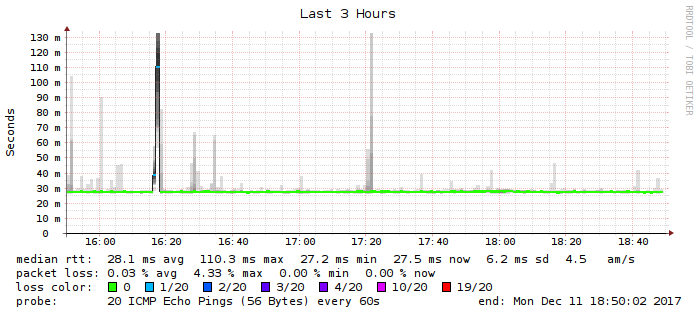 Last 3 Hours
RRDTOOL / TOBI OETIKER
Seconds
130 m
120 m
110 m
100 m
90 m
80 m
70 m
60 m
50 m
40 m
30 m
20 m
10 m
0
16:00 16:20 16:40 17:00 17:20 17:40 18:00 18:20 18:40
median rtt: 28.1 ms avg 110.3 ms max 27.2 ms min 27.5 ms now 6.2 ms sd 4.5 am/s
packet loss: 0.03 % avg 4.33 % max 0.00 % min 0.00 % now
loss color: 0 1/20 2/20 3/20 4/20 10/20 19/20
probe: 20 ICMP Echo Pings (56 Bytes) every 60s end: Mon Dec 11 18:50:02 2017